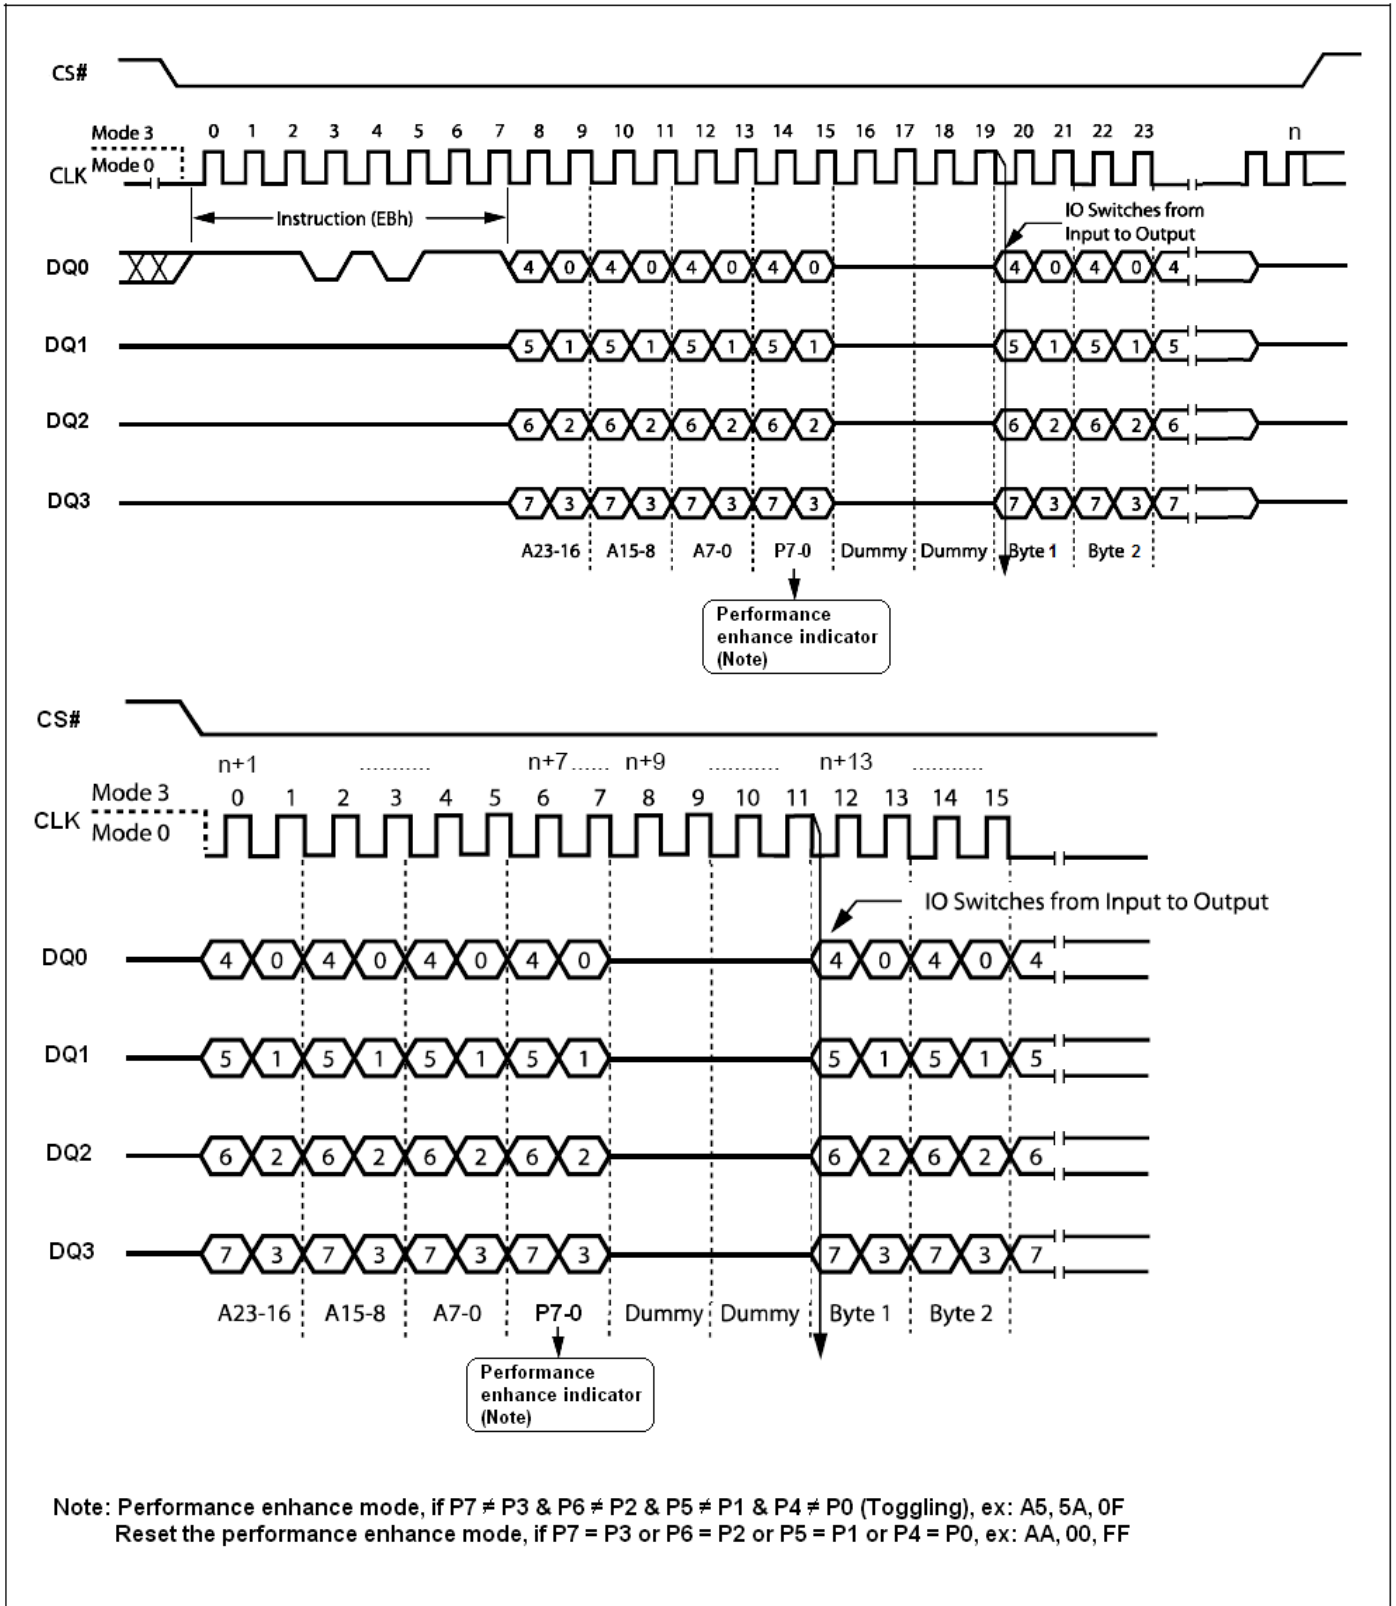 CS#
Mode 3
Mode 0
CLK
0 1 2 3 4 5 6 7 8 9 10 11 12 13 14 15 16 17 18 19 20 21 22 23 n
Instruction (EBh)
IO Switches from
Input to Output
DQ0 4 0 4 0 4 0 4 0 4 0 4 0 4
DQ1 5 1 5 1 5 1 5 1 5 1 5 1 5
DQ2 6 2 6 2 6 2 6 2 6 2 6 2 6
DQ3 7 3 7 3 7 3 7 3 7 3 7 3 7
A23-16 A15-8 A7-0 P7-0 Dummy Dummy Byte 1 Byte 2
Performance
enhance indicator
(Note)
CS#
n+1 ........... n+7 ...... n+9 ........... n+13 ...........
Mode 3
Mode 0
CLK
0 1 2 3 4 5 6 7 8 9 10 11 12 13 14 15
IO Switches from Input to Output
DQ0 4 0 4 0 4 0 4 0 4 0 4 0 4
DQ1 5 1 5 1 5 1 5 1 5 1 5 1 5
DQ2 6 2 6 2 6 2 6 2 6 2 6 2 6
DQ3 7 3 7 3 7 3 7 3 7 3 7 3 7
A23-16 A15-8 A7-0 P7-0 Dummy Dummy Byte 1 Byte 2
Performance
enhance indicator
(Note)
Note: Performance enhance mode, if P7 ≠ P3 & P6 ≠ P2 & P5 ≠ P1 & P4 ≠ P0 (Toggling), ex: A5, 5A, 0F
Reset the performance enhance mode, if P7 = P3 or P6 = P2 or P5 = P1 or P4 = P0, ex: AA, 00, FF